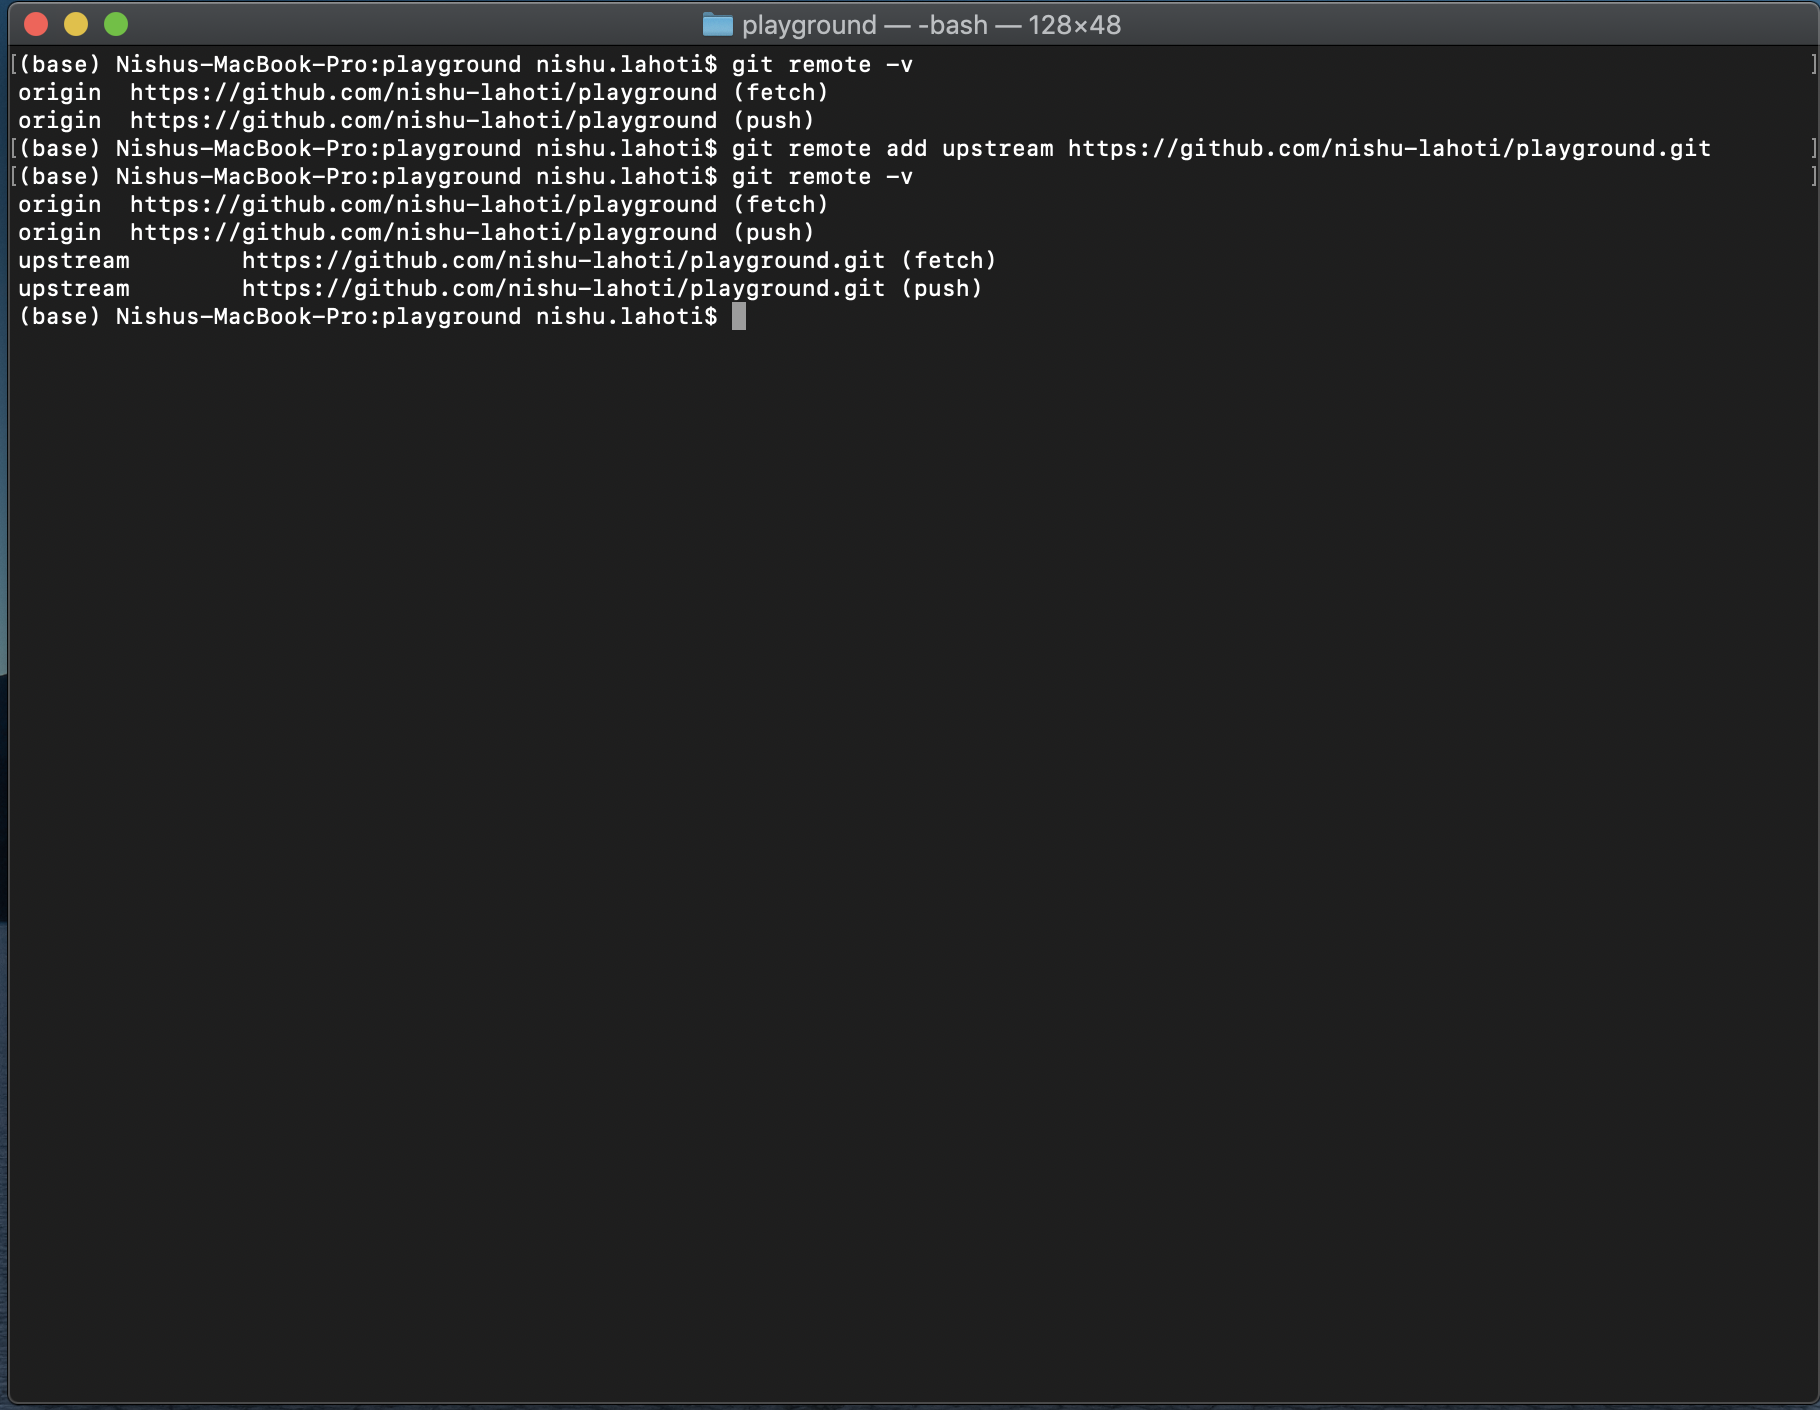 playground — -bash — 128×48
[(base) Nishus-MacBook-Pro:playground nishu.lahoti$ git remote -v ]
origin  https://github.com/nishu-lahoti/playground (fetch)
origin  https://github.com/nishu-lahoti/playground (push)
[(base) Nishus-MacBook-Pro:playground nishu.lahoti$ git remote add upstream https://github.com/nishu-lahoti/playground.git ]
[(base) Nishus-MacBook-Pro:playground nishu.lahoti$ git remote -v ]
origin  https://github.com/nishu-lahoti/playground (fetch)
origin  https://github.com/nishu-lahoti/playground (push)
upstream        https://github.com/nishu-lahoti/playground.git (fetch)
upstream        https://github.com/nishu-lahoti/playground.git (push)
(base) Nishus-MacBook-Pro:playground nishu.lahoti$